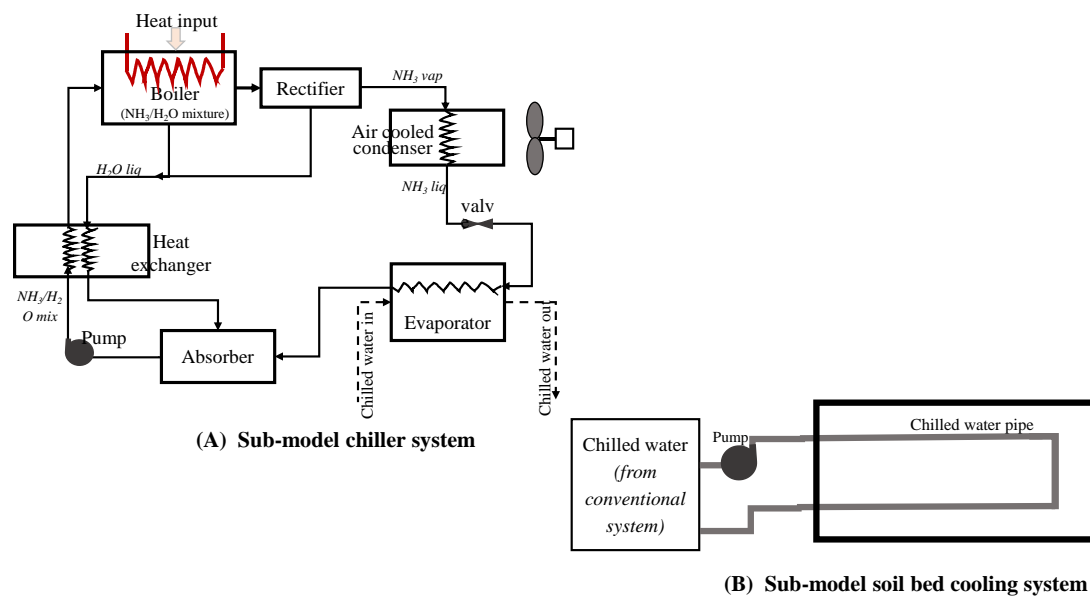 Heat input
Boiler
(NH3/H2O mixture)
Rectifier
NH3 vap
Air cooled
condenser
H2O liq
NH3 liq
valv
Heat
exchanger
NH3/H2
O mix
Pump
Absorber
Evaporator
Chilled water in
Chilled water ou
(A) Sub-model chiller system
Chilled water
(from
conventional
system)
Pump
Chilled water pipe
(B) Sub-model soil bed cooling system